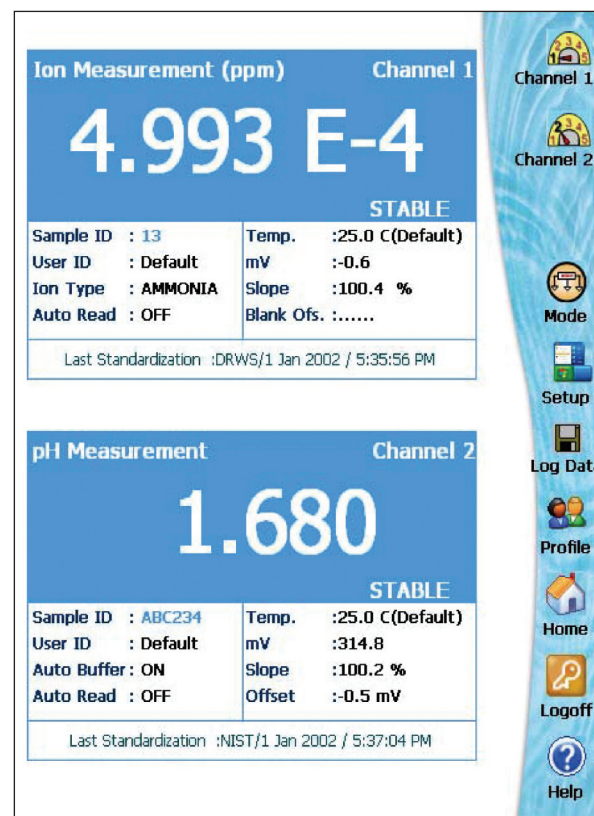 Ion Measurement (ppm) Channel 1
4.993 E-4
STABLE
Sample ID : 13
User ID : Default
Ion Type : AMMONIA
Auto Read : OFF
Temp. :25.0 C(Default)
mV :-0.6
Slope :100.4 %
Blank Ofs. :......
Last Standardization :DRWS/1 Jan 2002 / 5:35:56 PM
pH Measurement Channel 2
1.680
STABLE
Sample ID : ABC234
User ID : Default
Auto Buffer : ON
Auto Read : OFF
Temp. :25.0 C(Default)
mV :314.8
Slope :100.2 %
Offset :-0.5 mV
Last Standardization :NIST/1 Jan 2002 / 5:37:04 PM
Channel 1
Channel 2
Mode
Setup
Log Dat
Profile
Home
Logoff
Help